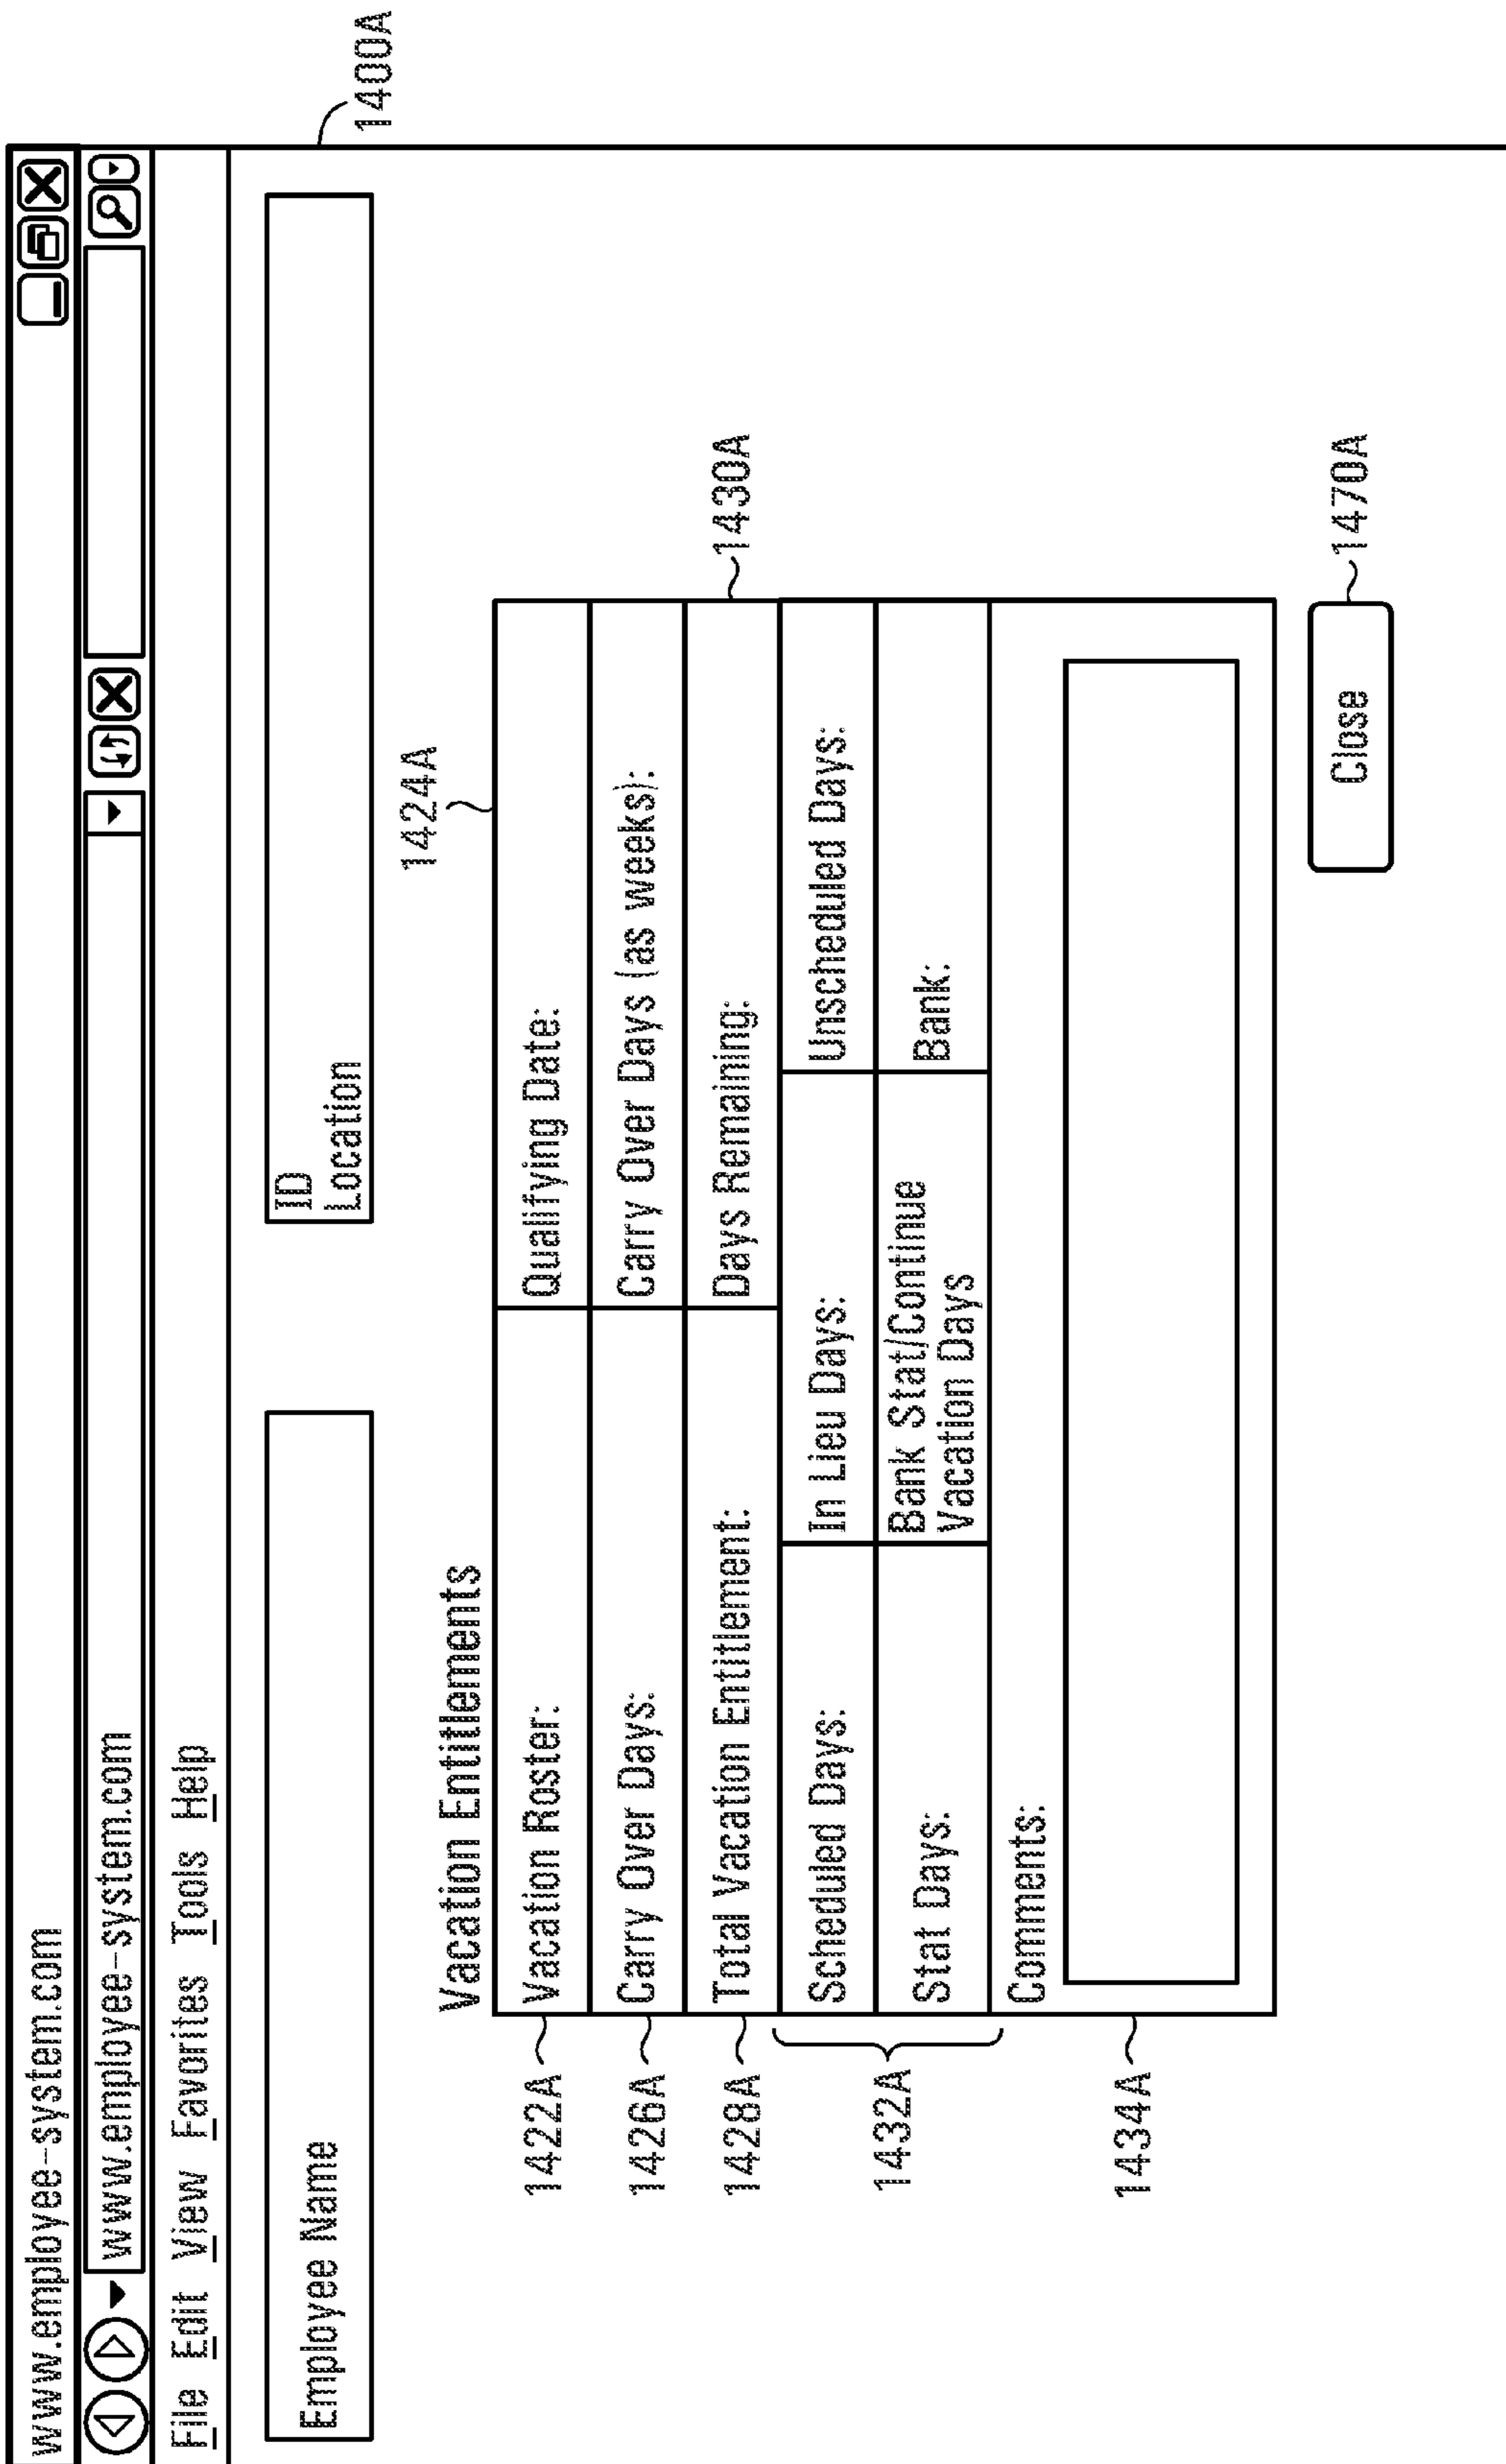 www.employee-system.com
www.employee-system.com
File Edit View Favorites Tools Help
1400A
Employee Name
ID
Location
Vacation Entitlements
1424A
1422A
Vacation Roster:
Qualifying Date:
1426A
Carry Over Days:
Carry Over Days (as weeks):
1428A
Total Vacation Entitlement:
Days Remaining:
1430A
1432A
Scheduled Days:
In Lieu Days:
Unscheduled Days:
Stat Days:
Bank Stat/Continue
Vacation Days
Bank:
Comments:
1434A
Close
1470A